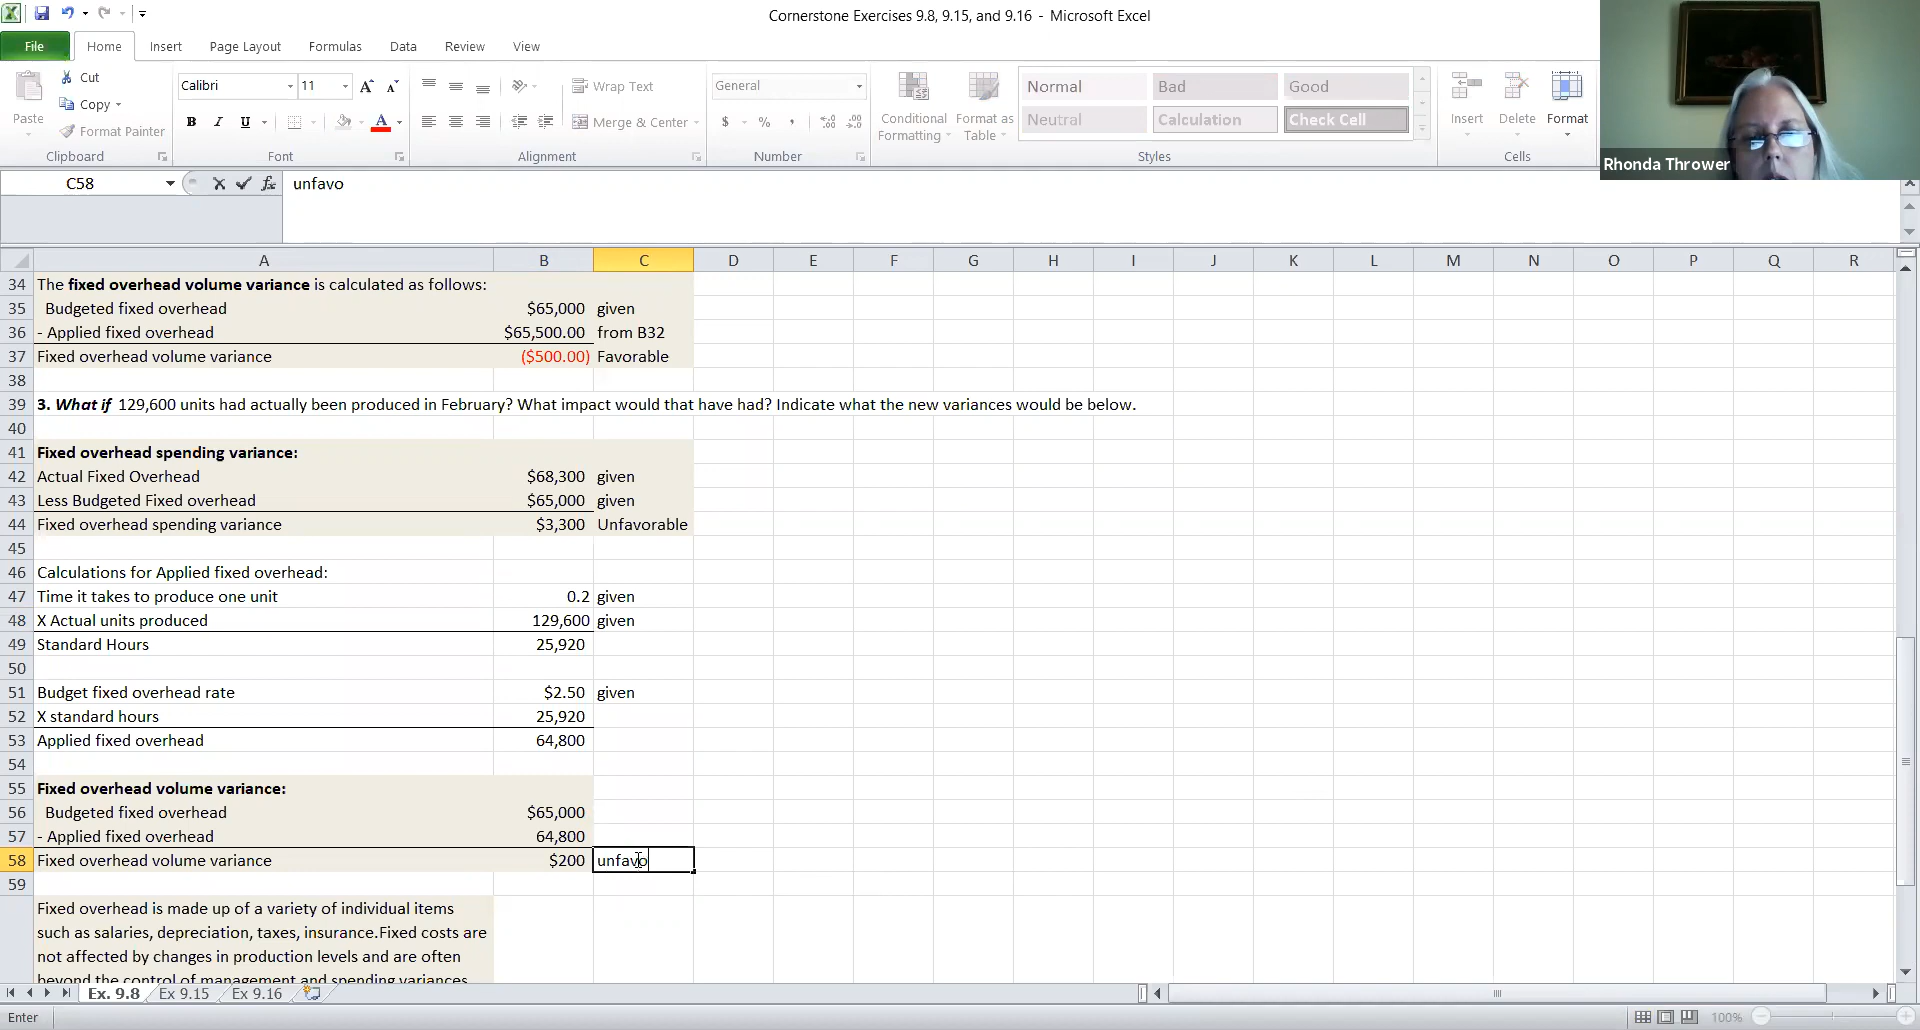 Cornerstone Exercises 9.8, 9.15, and 9.16 - Microsoft Excel
File Home Insert Page Layout Formulas Data Review View
Paste
Cut
Copy
Format Painter
Clipboard
Calibri 11
B I U
Font
Wrap Text
Merge & Center
Alignment
General
$ % ,
Number
Conditional Formatting
Format as Table
Normal Bad Good
Neutral Calculation Check Cell
Styles
Insert Delete Format
Cells
Rhonda Thrower
C58 fx unfavo
A B C D E F G H I J K L M N O P Q R
34 The fixed overhead volume variance is calculated as follows:
35 Budgeted fixed overhead $65,000 given
36 - Applied fixed overhead $65,500.00 from B32
37 Fixed overhead volume variance ($500.00) Favorable
38
39 3. What if 129,600 units had actually been produced in February? What impact would that have had? Indicate what the new variances would be below.
40
41 Fixed overhead spending variance:
42 Actual Fixed Overhead $68,300 given
43 Less Budgeted Fixed overhead $65,000 given
44 Fixed overhead spending variance $3,300 Unfavorable
45
46 Calculations for Applied fixed overhead:
47 Time it takes to produce one unit 0.2 given
48 X Actual units produced 129,600 given
49 Standard Hours 25,920
50
51 Budget fixed overhead rate $2.50 given
52 X standard hours 25,920
53 Applied fixed overhead 64,800
54
55 Fixed overhead volume variance:
56 Budgeted fixed overhead $65,000
57 - Applied fixed overhead 64,800
58 Fixed overhead volume variance $200 unfavo
59
Fixed overhead is made up of a variety of individual items
such as salaries, depreciation, taxes, insurance.Fixed costs are
not affected by changes in production levels and are often
beyond the control of management and spending variances
Ex. 9.8 Ex 9.15 Ex 9.16
Enter 100%